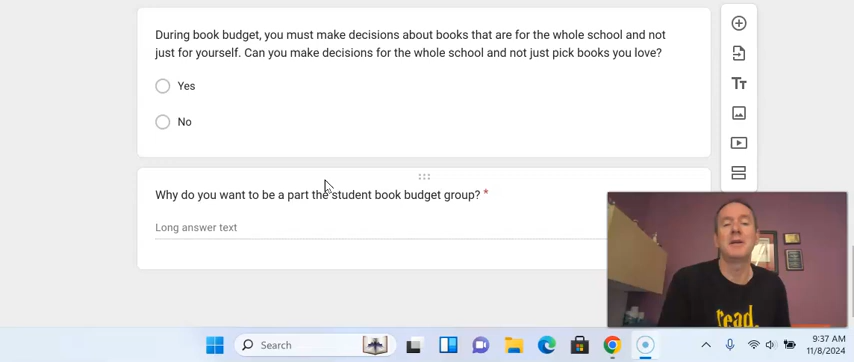 During book budget, you must make decisions about books that are for the whole school and not
just for yourself. Can you make decisions for the whole school and not just pick books you love?
Yes
No
Why do you want to be a part the student book budget group? *
Long answer text
read.
Search
9:37 AM
11/8/2024